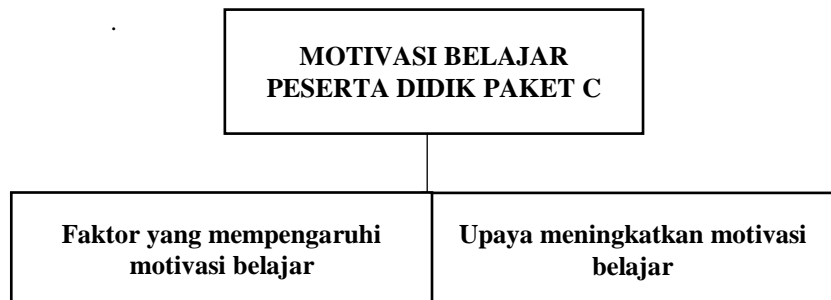 MOTIVASI BELAJAR
PESERTA DIDIK PAKET C
Faktor yang mempengaruhi
motivasi belajar
Upaya meningkatkan motivasi
belajar